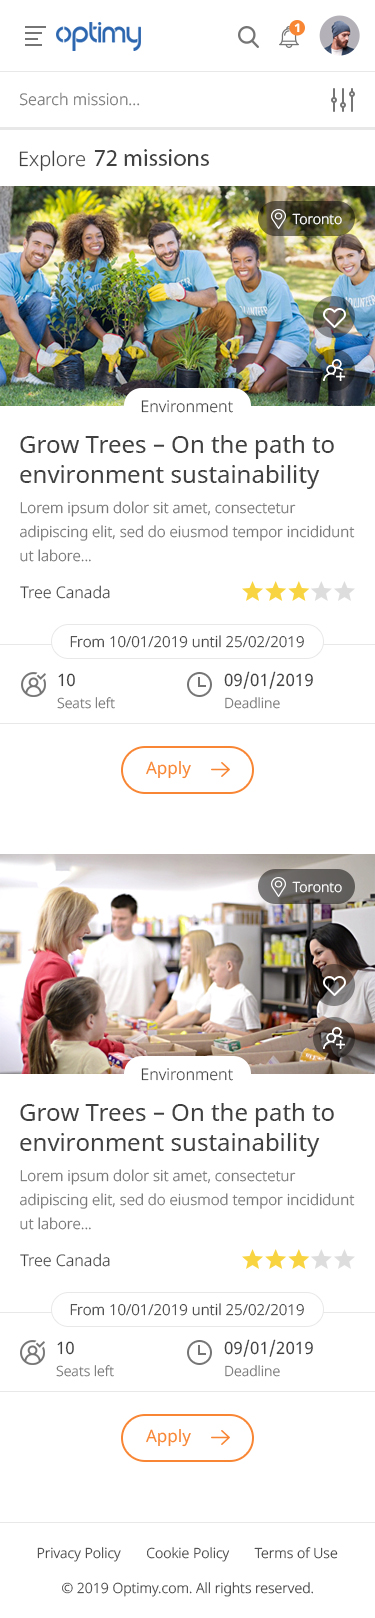 optimy
1
Search mission...
Explore 72 missions
Toronto
VOLUNTEER
Environment
Grow Trees – On the path to
environment sustainability
Lorem ipsum dolor sit amet, consectetur
adipiscing elit, sed do eiusmod tempor incididunt
ut labore...
Tree Canada
From 10/01/2019 until 25/02/2019
10 09/01/2019
Seats left Deadline
Apply
Toronto
Environment
Grow Trees – On the path to
environment sustainability
Lorem ipsum dolor sit amet, consectetur
adipiscing elit, sed do eiusmod tempor incididunt
ut labore...
Tree Canada
From 10/01/2019 until 25/02/2019
10 09/01/2019
Seats left Deadline
Apply
Privacy Policy Cookie Policy Terms of Use
© 2019 Optimy.com. All rights reserved.